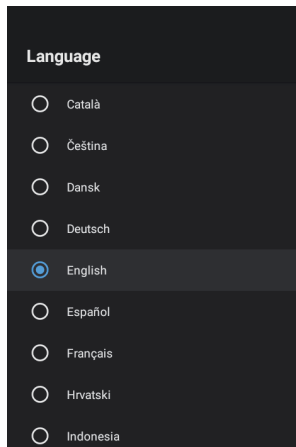 Language
Català
Čeština
Dansk
Deutsch
English
Español
Français
Hrvatski
Indonesia